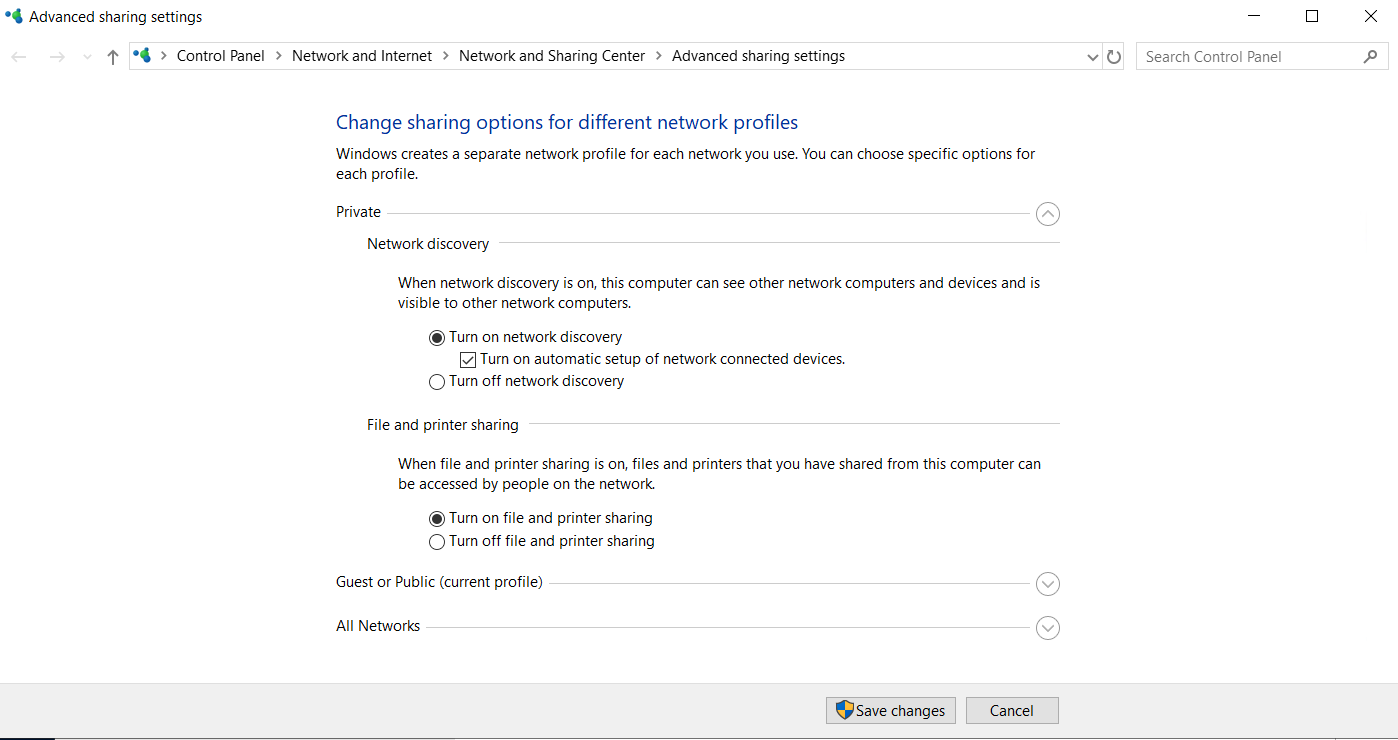 Advanced sharing settings
Control Panel > Network and Internet > Network and Sharing Center > Advanced sharing settings
Search Control Panel
Change sharing options for different network profiles
Windows creates a separate network profile for each network you use. You can choose specific options for
each profile.
Private
Network discovery
When network discovery is on, this computer can see other network computers and devices and is
visible to other network computers.
Turn on network discovery
Turn on automatic setup of network connected devices.
Turn off network discovery
File and printer sharing
When file and printer sharing is on, files and printers that you have shared from this computer can
be accessed by people on the network.
Turn on file and printer sharing
Turn off file and printer sharing
Guest or Public (current profile)
All Networks
Save changes
Cancel